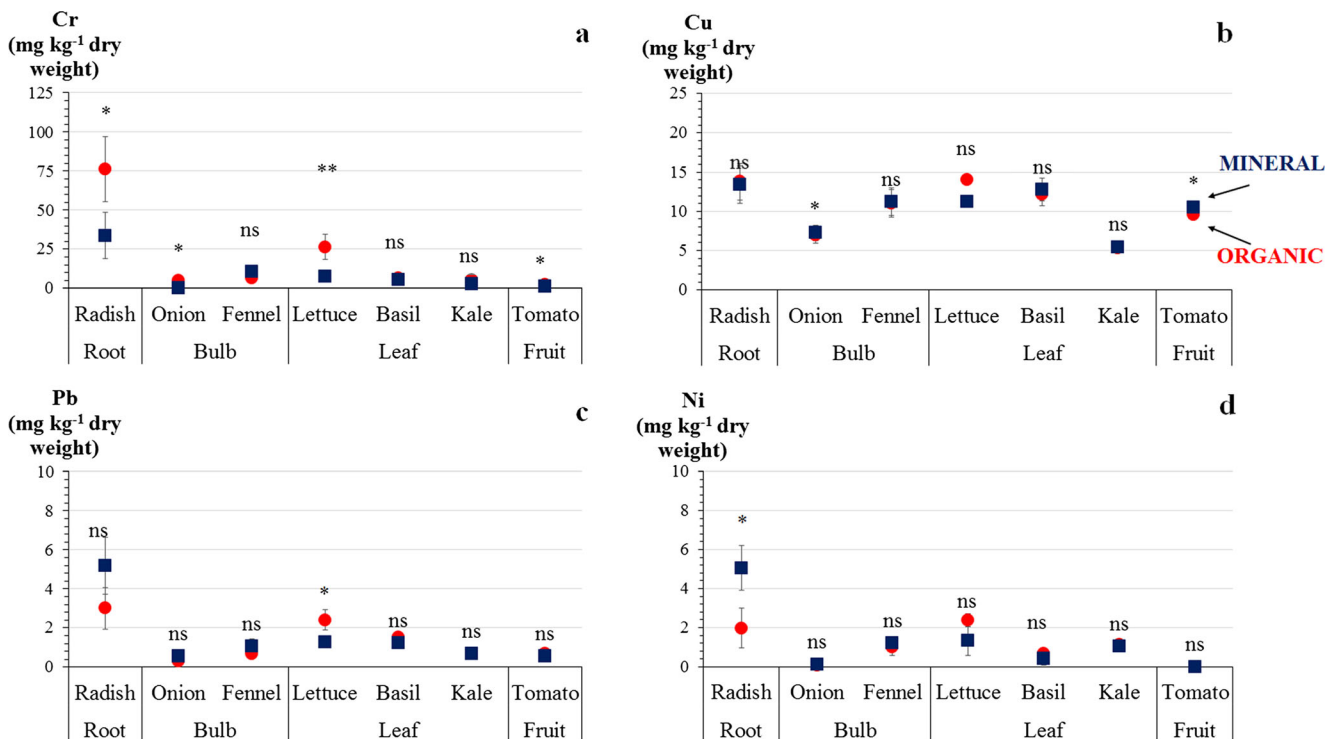 Cr
(mg kg⁻¹ dry
weight)
a
125
100
75
50
25
0
*
*
ns
**
ns
ns
*
Radish Onion Fennel Lettuce Basil Kale Tomato
Root Bulb Leaf Fruit
Cu
(mg kg⁻¹ dry
weight)
b
25
20
15
10
5
0
ns
*
ns
ns
ns
ns
*
MINERAL
ORGANIC
Radish Onion Fennel Lettuce Basil Kale Tomato
Root Bulb Leaf Fruit
Pb
(mg kg⁻¹ dry
weight)
c
10
8
6
4
2
0
ns
ns
ns
*
ns
ns
ns
Radish Onion Fennel Lettuce Basil Kale Tomato
Root Bulb Leaf Fruit
Ni
(mg kg⁻¹ dry
weight)
d
10
8
6
4
2
0
*
ns
ns
ns
ns
ns
ns
Radish Onion Fennel Lettuce Basil Kale Tomato
Root Bulb Leaf Fruit